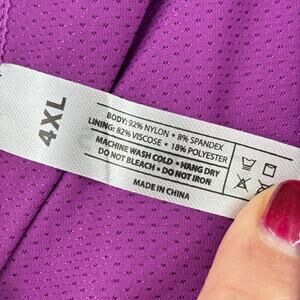 4XL
BODY: 92% NYLON • 8% SPANDEX
LINING: 82% VISCOSE • 18% POLYESTER
MACHINE WASH COLD • HANG DRY
DO NOT BLEACH • DO NOT IRON
MADE IN CHINA